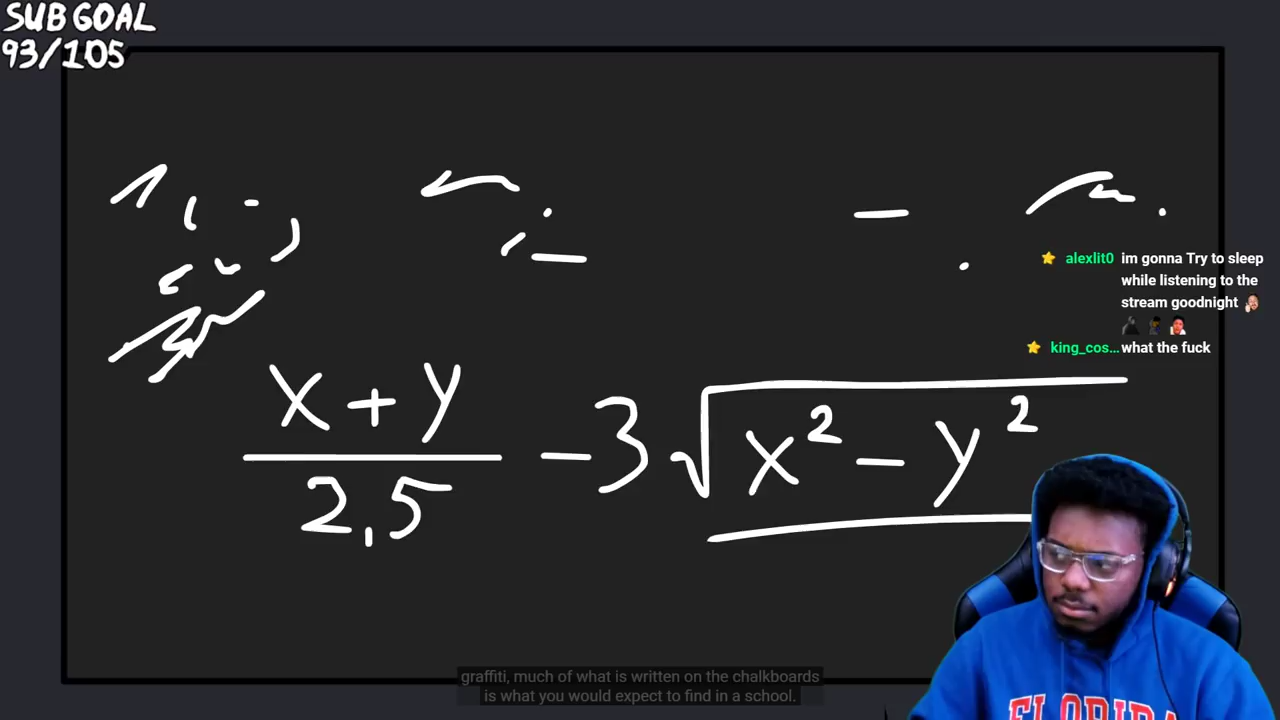 SUB GOAL
93/105
alexlit0 im gonna Try to sleep
while listening to the
stream goodnight
king_cos... what the fuck
x + y
2,5
-3 √x² - y²
graffiti, much of what is written on the chalkboards
is what you would expect to find in a school.
FLORIDA